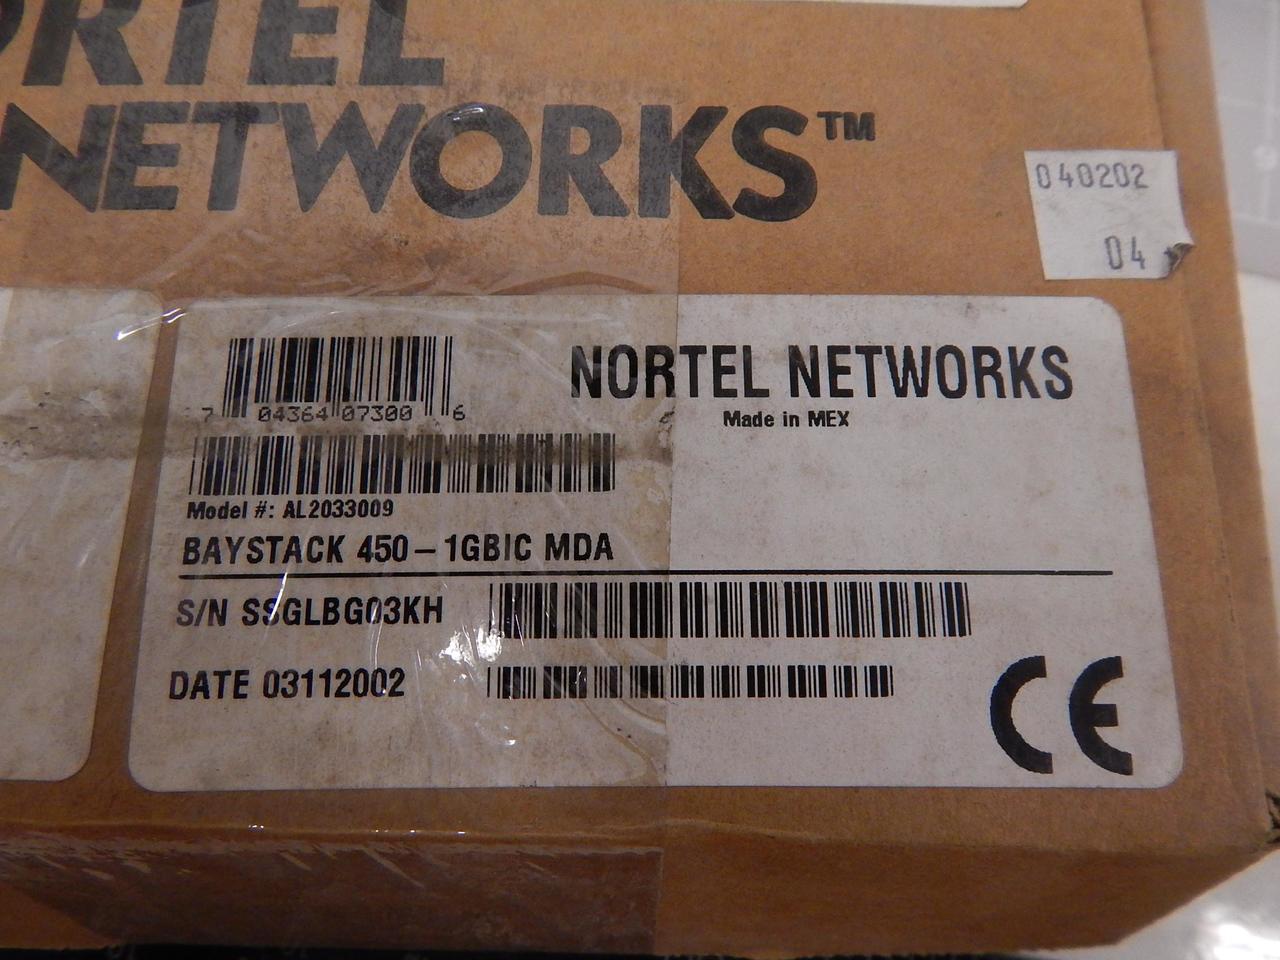 ORTEL
NETWORKS™
040202
04
7 04364 07300 6
NORTEL NETWORKS
Made in MEX
Model #: AL2033009
BAYSTACK 450–1GBIC MDA
S/N SSGLBG03KH
DATE 03112002
CE